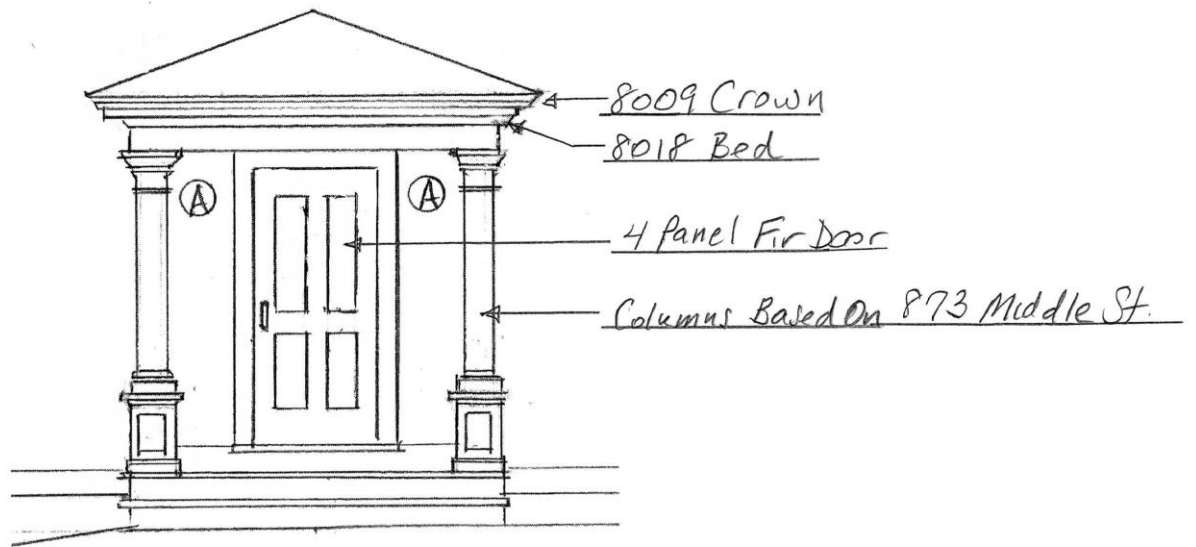 8009 Crown
8018 Bed
A A
4 Panel Fir Door
Columns Based On 873 Middle St.